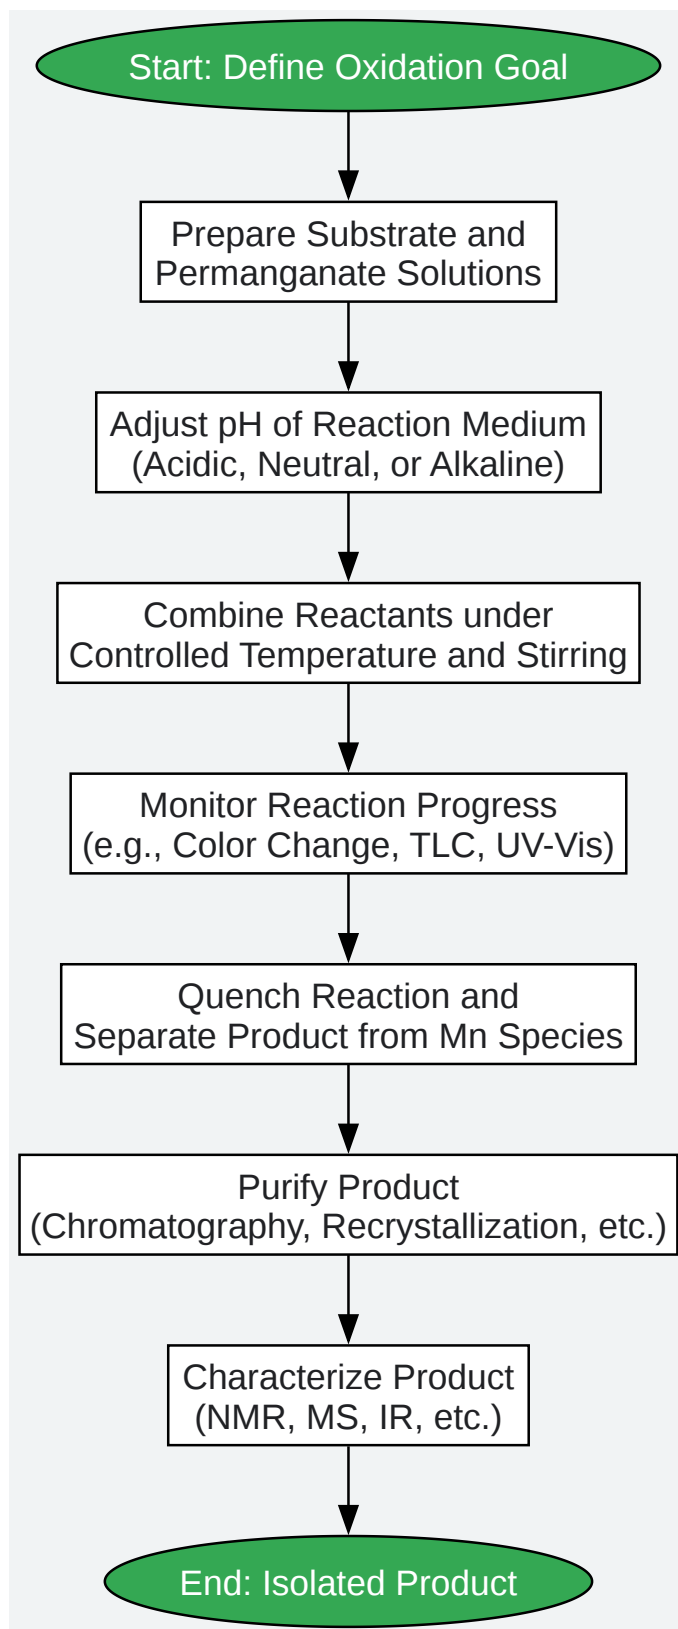 Start: Define Oxidation Goal
Prepare Substrate and
Permanganate Solutions
Adjust pH of Reaction Medium
(Acidic, Neutral, or Alkaline)
Combine Reactants under
Controlled Temperature and Stirring
Monitor Reaction Progress
(e.g., Color Change, TLC, UV-Vis)
Quench Reaction and
Separate Product from Mn Species
Purify Product
(Chromatography, Recrystallization, etc.)
Characterize Product
(NMR, MS, IR, etc.)
End: Isolated Product